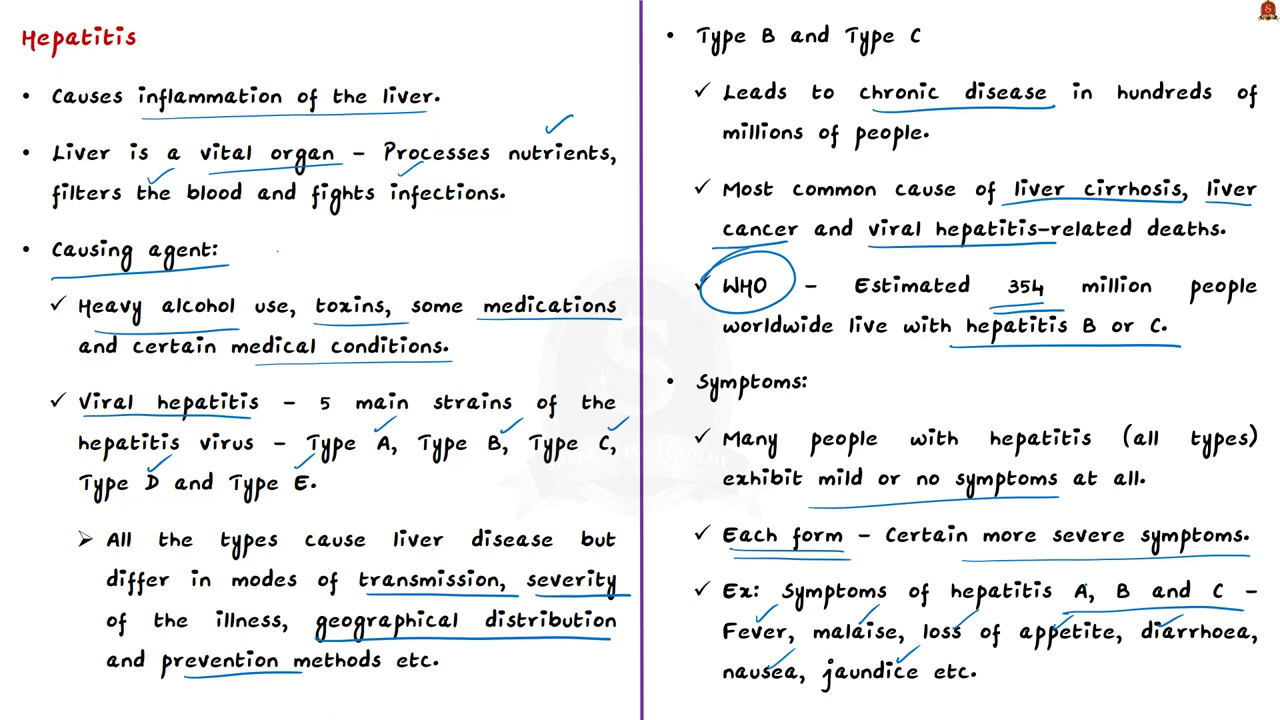 Hepatitis
• Causes inflammation of the liver.
• Liver is a vital organ – Processes nutrients,
filters the blood and fights infections.
• Causing agent:
✓ Heavy alcohol use, toxins, some medications
and certain medical conditions.
✓ Viral hepatitis – 5 main strains of the
hepatitis virus – Type A, Type B, Type C,
Type D and Type E.
➢ All the types cause liver disease but
differ in modes of transmission, severity
of the illness, geographical distribution
and prevention methods etc.
• Type B and Type C
✓ Leads to chronic disease in hundreds of
millions of people.
✓ Most common cause of liver cirrhosis, liver
cancer and viral hepatitis-related deaths.
✓ WHO – Estimated 354 million people
worldwide live with hepatitis B or C.
• Symptoms:
✓ Many people with hepatitis (all types)
exhibit mild or no symptoms at all.
✓ Each form – Certain more severe symptoms.
✓ Ex: Symptoms of hepatitis A, B and C –
Fever, malaise, loss of appetite, diarrhoea,
nausea, jaundice etc.